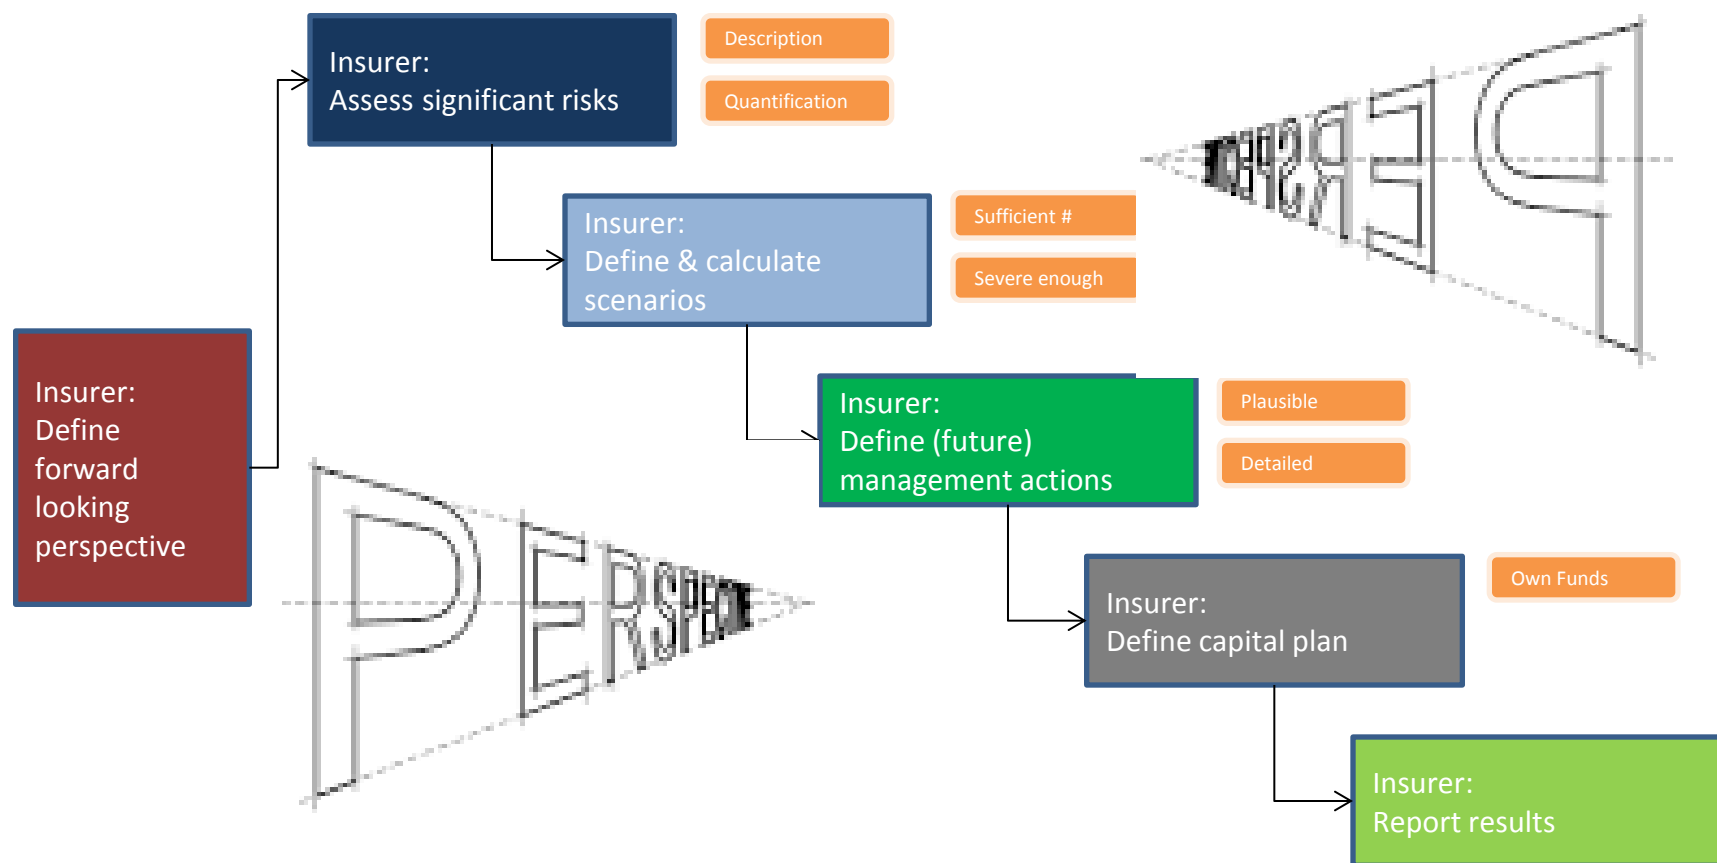 Insurer:
Define
forward
looking
perspective
Insurer:
Assess significant risks
Description
Quantification
Insurer:
Define & calculate
scenarios
Sufficient #
Severe enough
Insurer:
Define (future)
management actions
Plausible
Detailed
Insurer:
Define capital plan
Own Funds
Insurer:
Report results